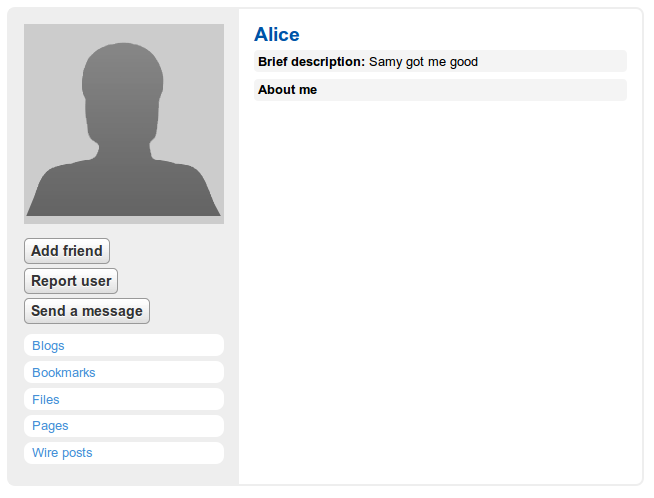 Alice
Brief description: Samy got me good
About me
Add friend
Report user
Send a message
Blogs
Bookmarks
Files
Pages
Wire posts